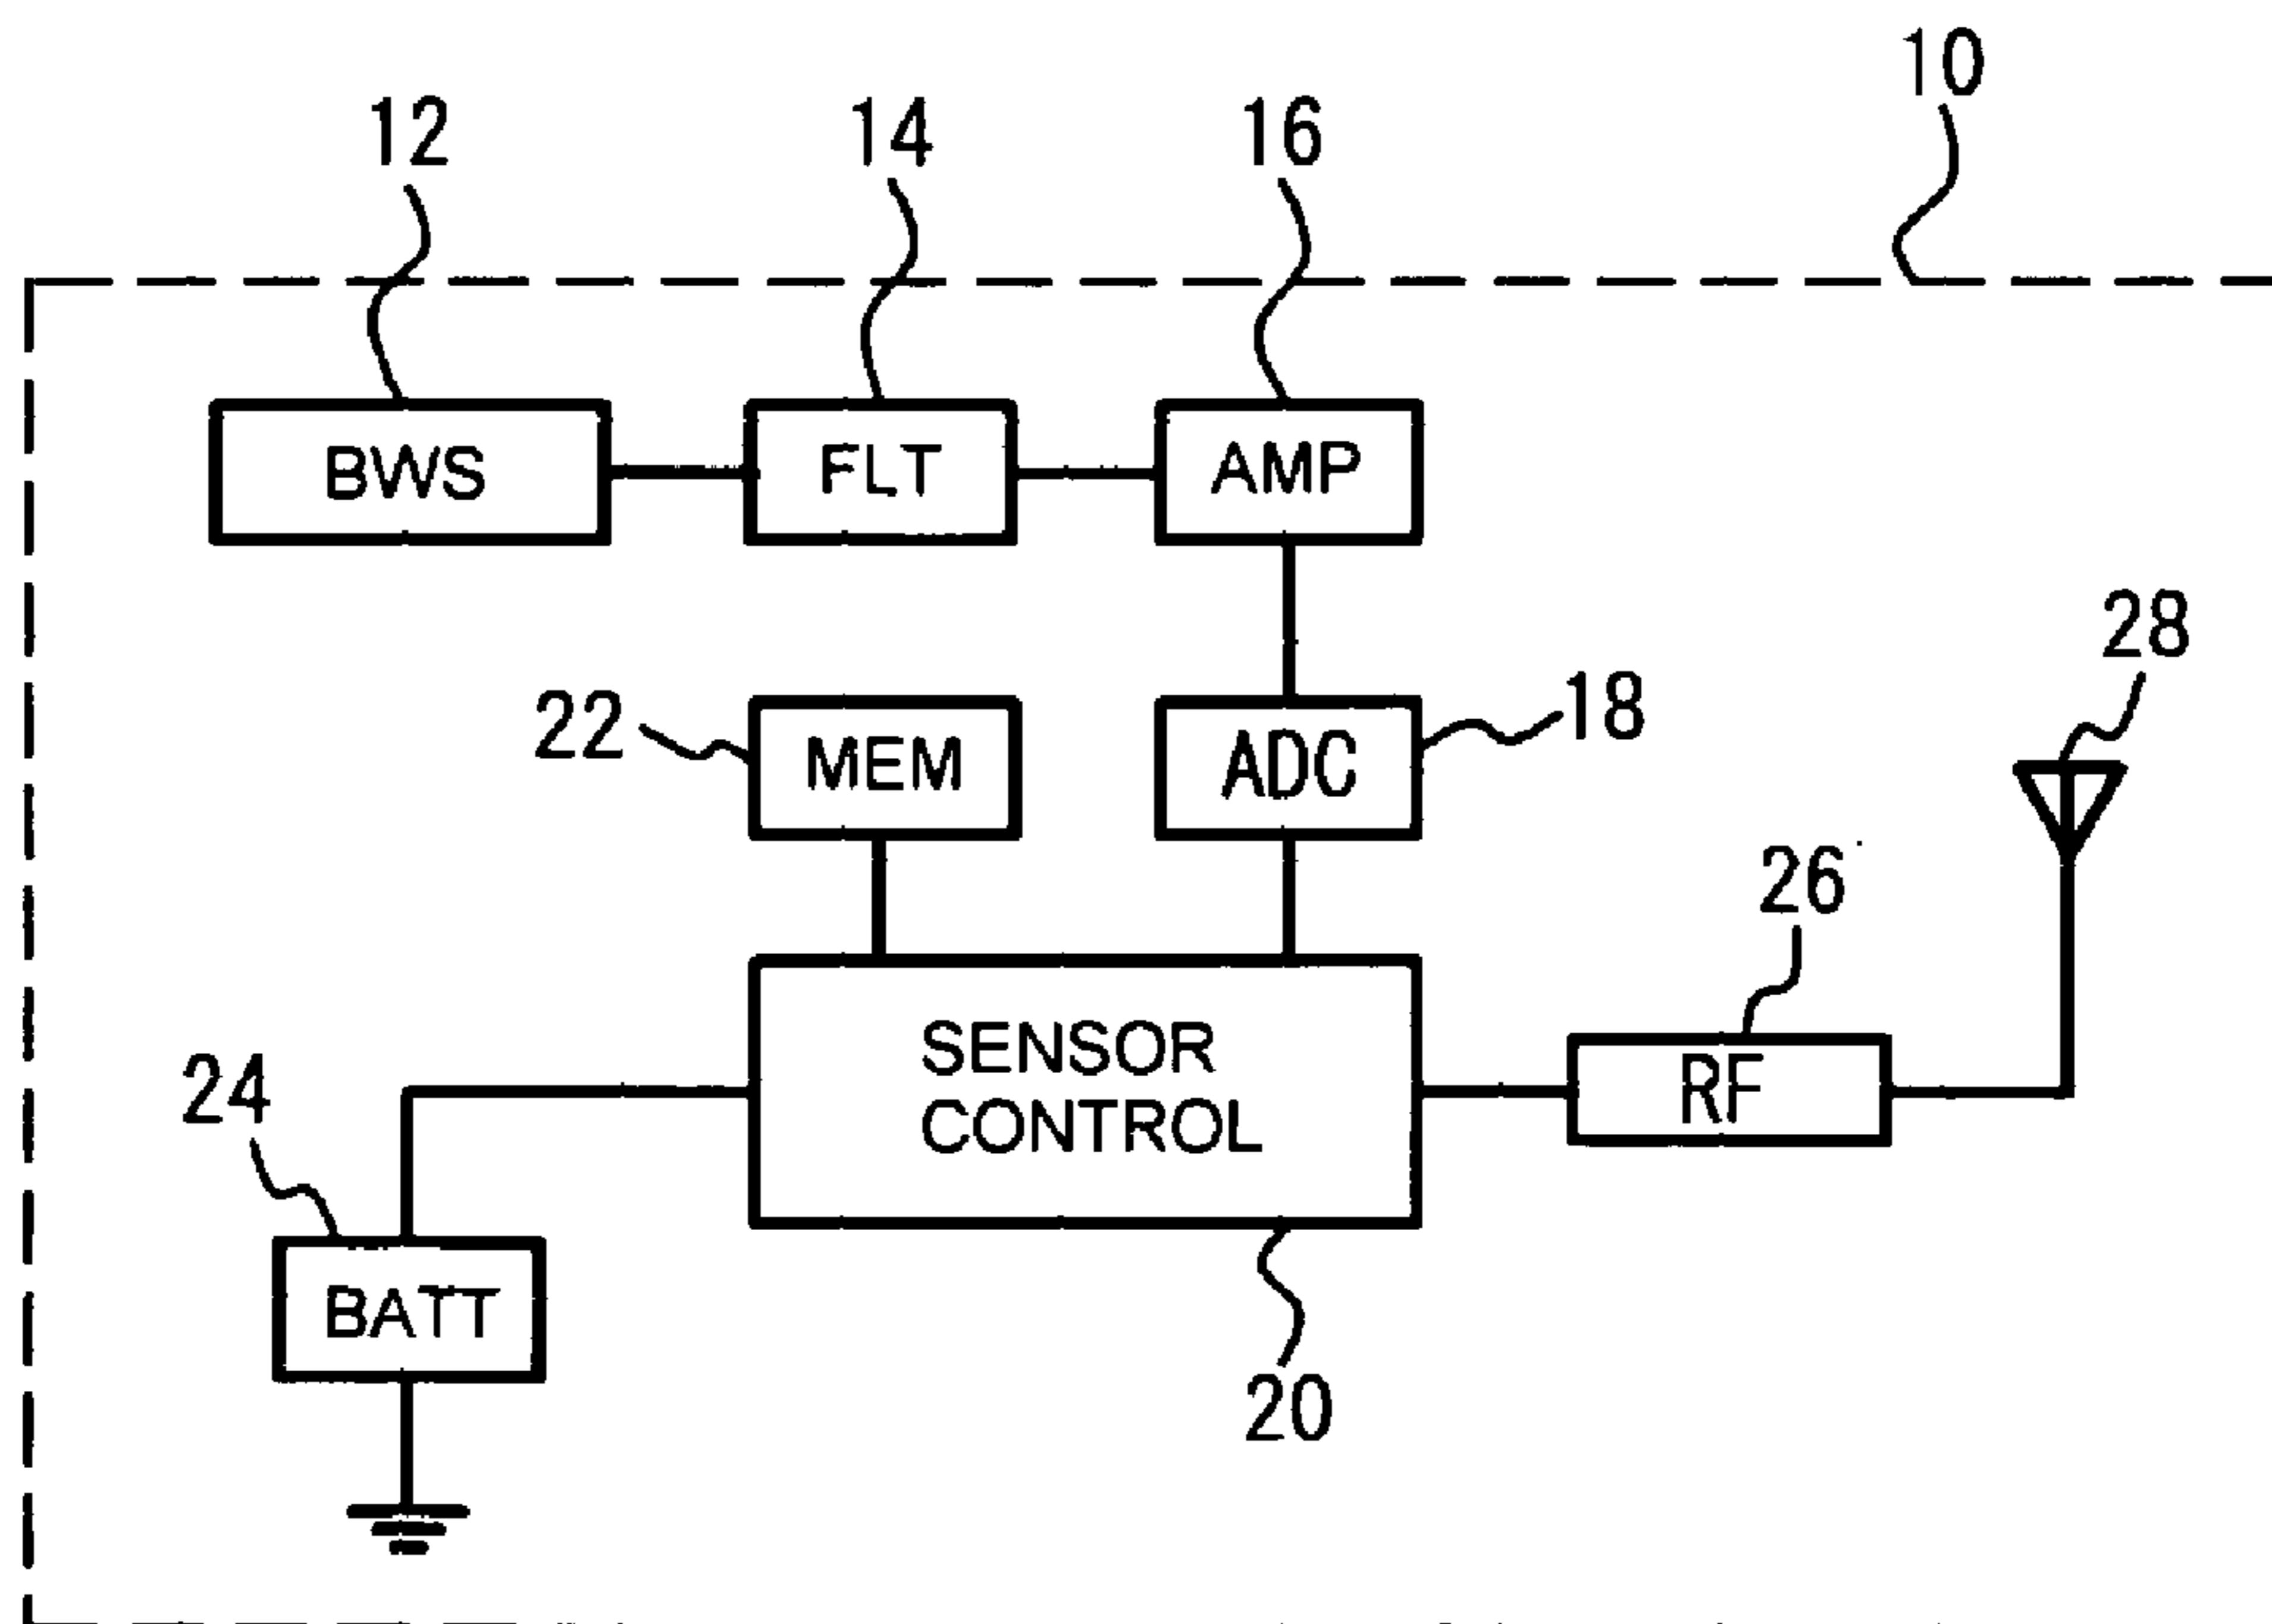 10
12 14 16
BWS FLT AMP
28
22 MEM ADC 18
26
SENSOR
CONTROL
RF
24
BATT
20